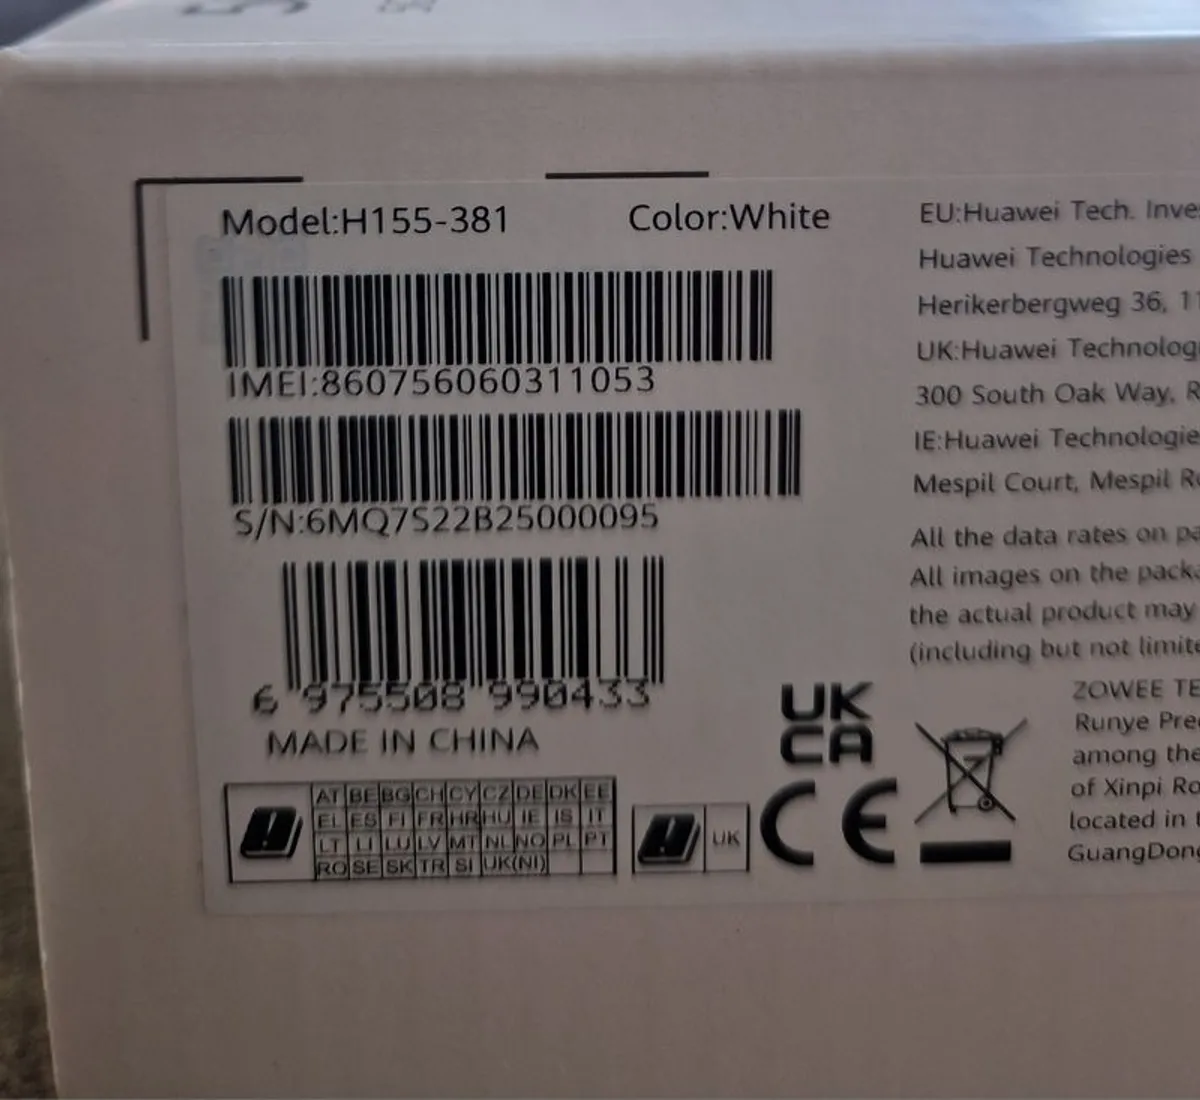 Model:H155-381 Color:White
IMEI:860756060311053
S/N:6MQ7S22B25000095
6 975508 990433
MADE IN CHINA
AT BE BG CH CY CZ DE DK EE
EL ES FI FR HR HU IE IS IT
LT LI LU LV MT NL NO PL PT
RO SE SK TR SI UK(NI)
UK
UK
CA
CE
EU:Huawei Tech. Inve
Huawei Technologies
Herikerbergweg 36, 1
UK:Huawei Technolog
300 South Oak Way, R
IE:Huawei Technologie
Mespil Court, Mespil R
All the data rates on pa
All images on the packa
the actual product may
(including but not limite
ZOWEE TE
Runye Pre
among the
of Xinpi Ro
located in t
GuangDong